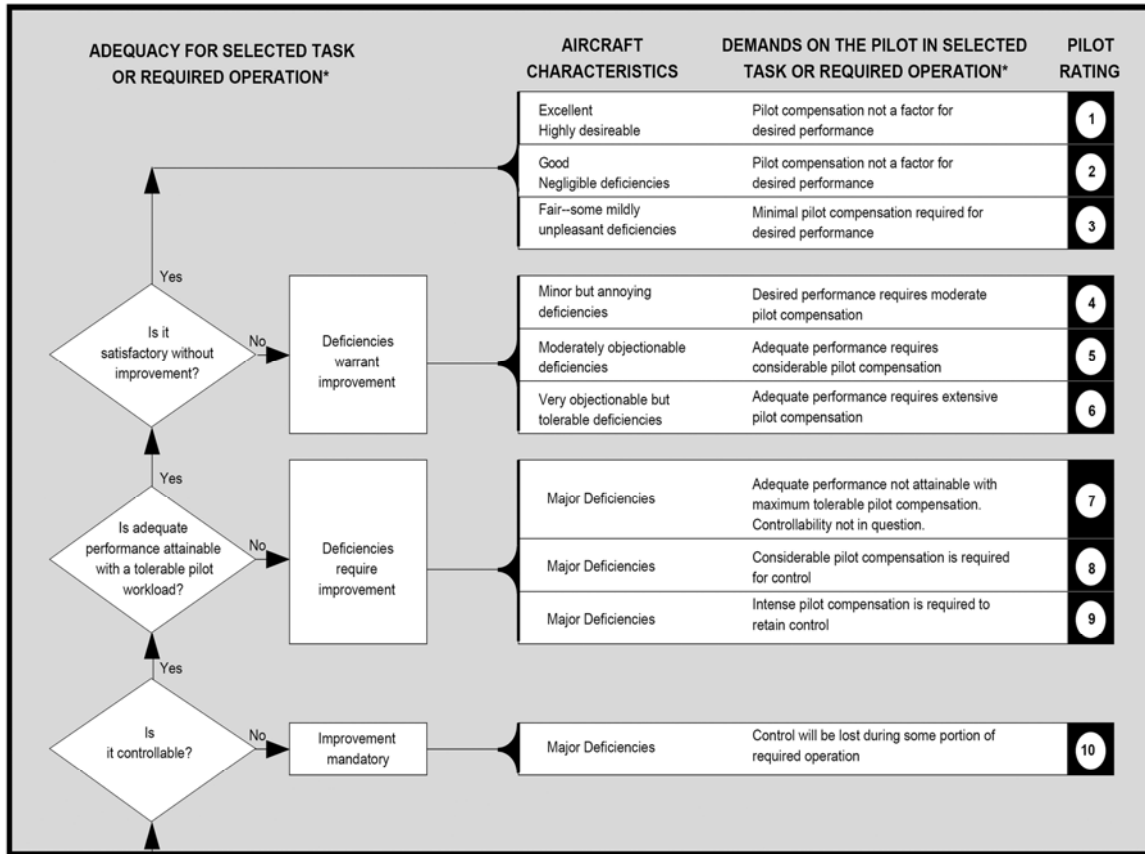 ADEQUACY FOR SELECTED TASK
OR REQUIRED OPERATION*
AIRCRAFT
CHARACTERISTICS
DEMANDS ON THE PILOT IN SELECTED
TASK OR REQUIRED OPERATION*
PILOT
RATING
Excellent
Highly desireable
Pilot compensation not a factor for
desired performance
1
Good
Negligible deficiencies
Pilot compensation not a factor for
desired performance
2
Fair--some mildly
unpleasant deficiencies
Minimal pilot compensation required for
desired performance
3
Yes
Is it
satisfactory without
improvement?
No
Deficiencies
warrant
improvement
Minor but annoying
deficiencies
Desired performance requires moderate
pilot compensation
4
Moderately objectionable
deficiencies
Adequate performance requires
considerable pilot compensation
5
Very objectionable but
tolerable deficiencies
Adequate performance requires extensive
pilot compensation
6
Yes
Is adequate
performance attainable
with a tolerable pilot
workload?
No
Deficiencies
require
improvement
Major Deficiencies
Adequate performance not attainable with
maximum tolerable pilot compensation.
Controllability not in question.
7
Major Deficiencies
Considerable pilot compensation is required
for control
8
Major Deficiencies
Intense pilot compensation is required to
retain control
9
Yes
Is
it controllable?
No
Improvement
mandatory
Major Deficiencies
Control will be lost during some portion of
required operation
10